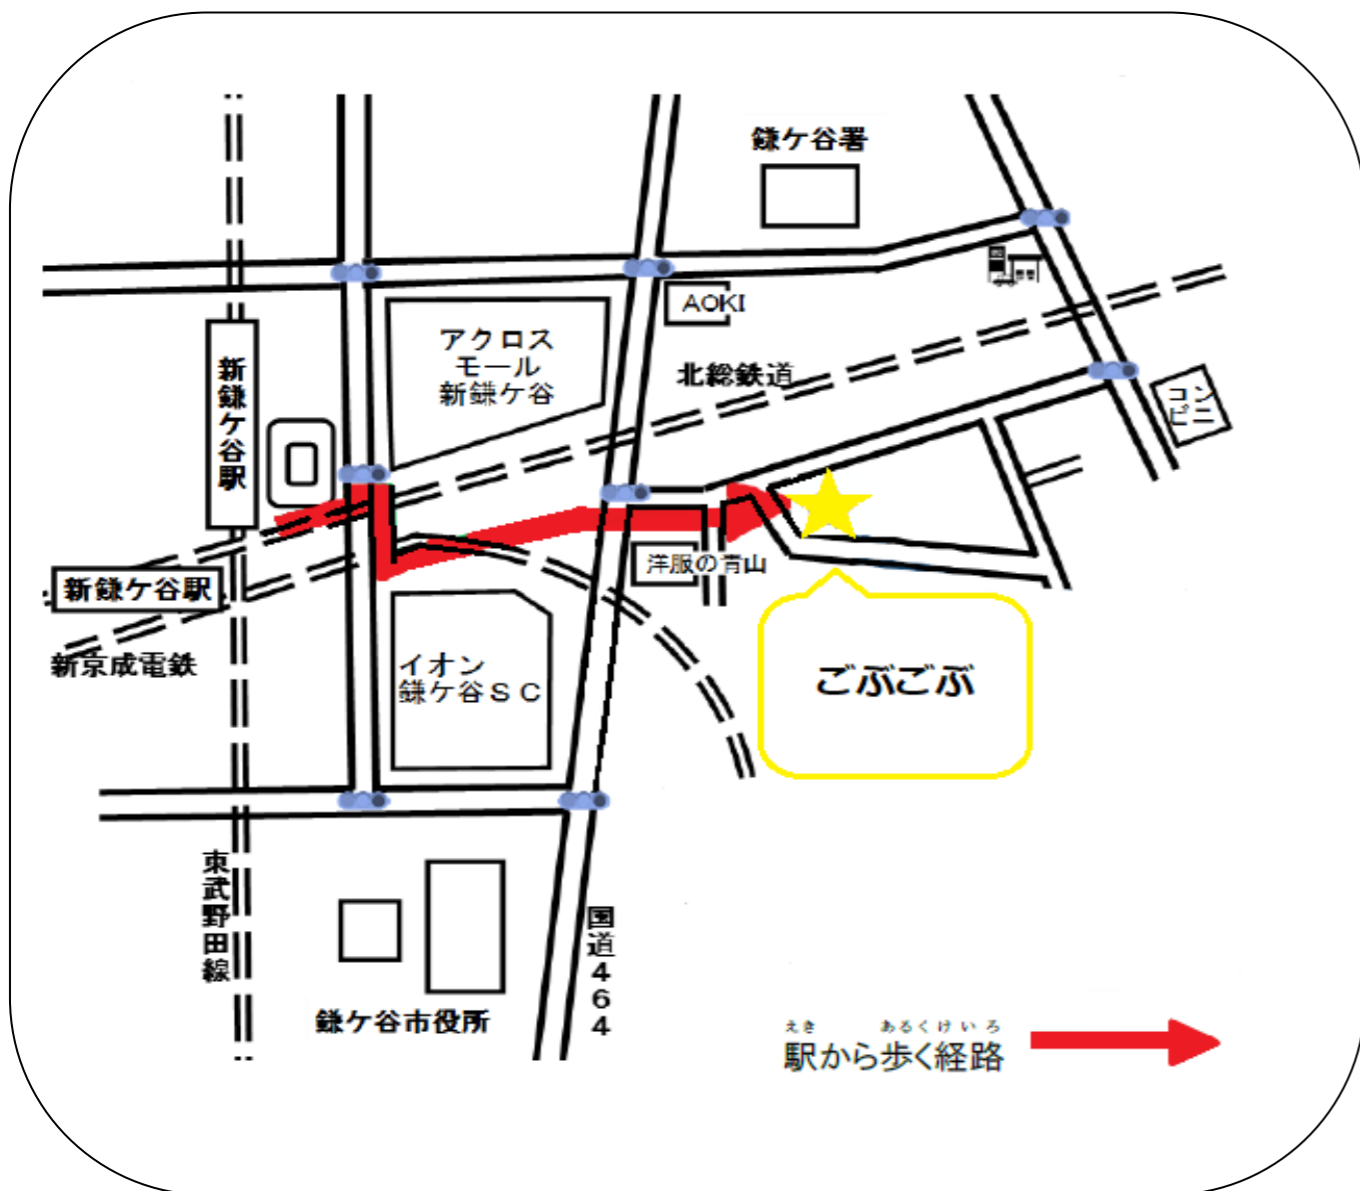 鎌ケ谷署
AOKI
アクロス
モール
新鎌ケ谷
北総鉄道
新鎌ケ谷駅
コン
ビニ
洋服の青山
新鎌ケ谷駅
新京成電鉄
イオン
鎌ケ谷ＳＣ
ごぶごぶ
東武野田線
国道４６４
鎌ケ谷市役所
えき あるくけいろ
駅から歩く経路